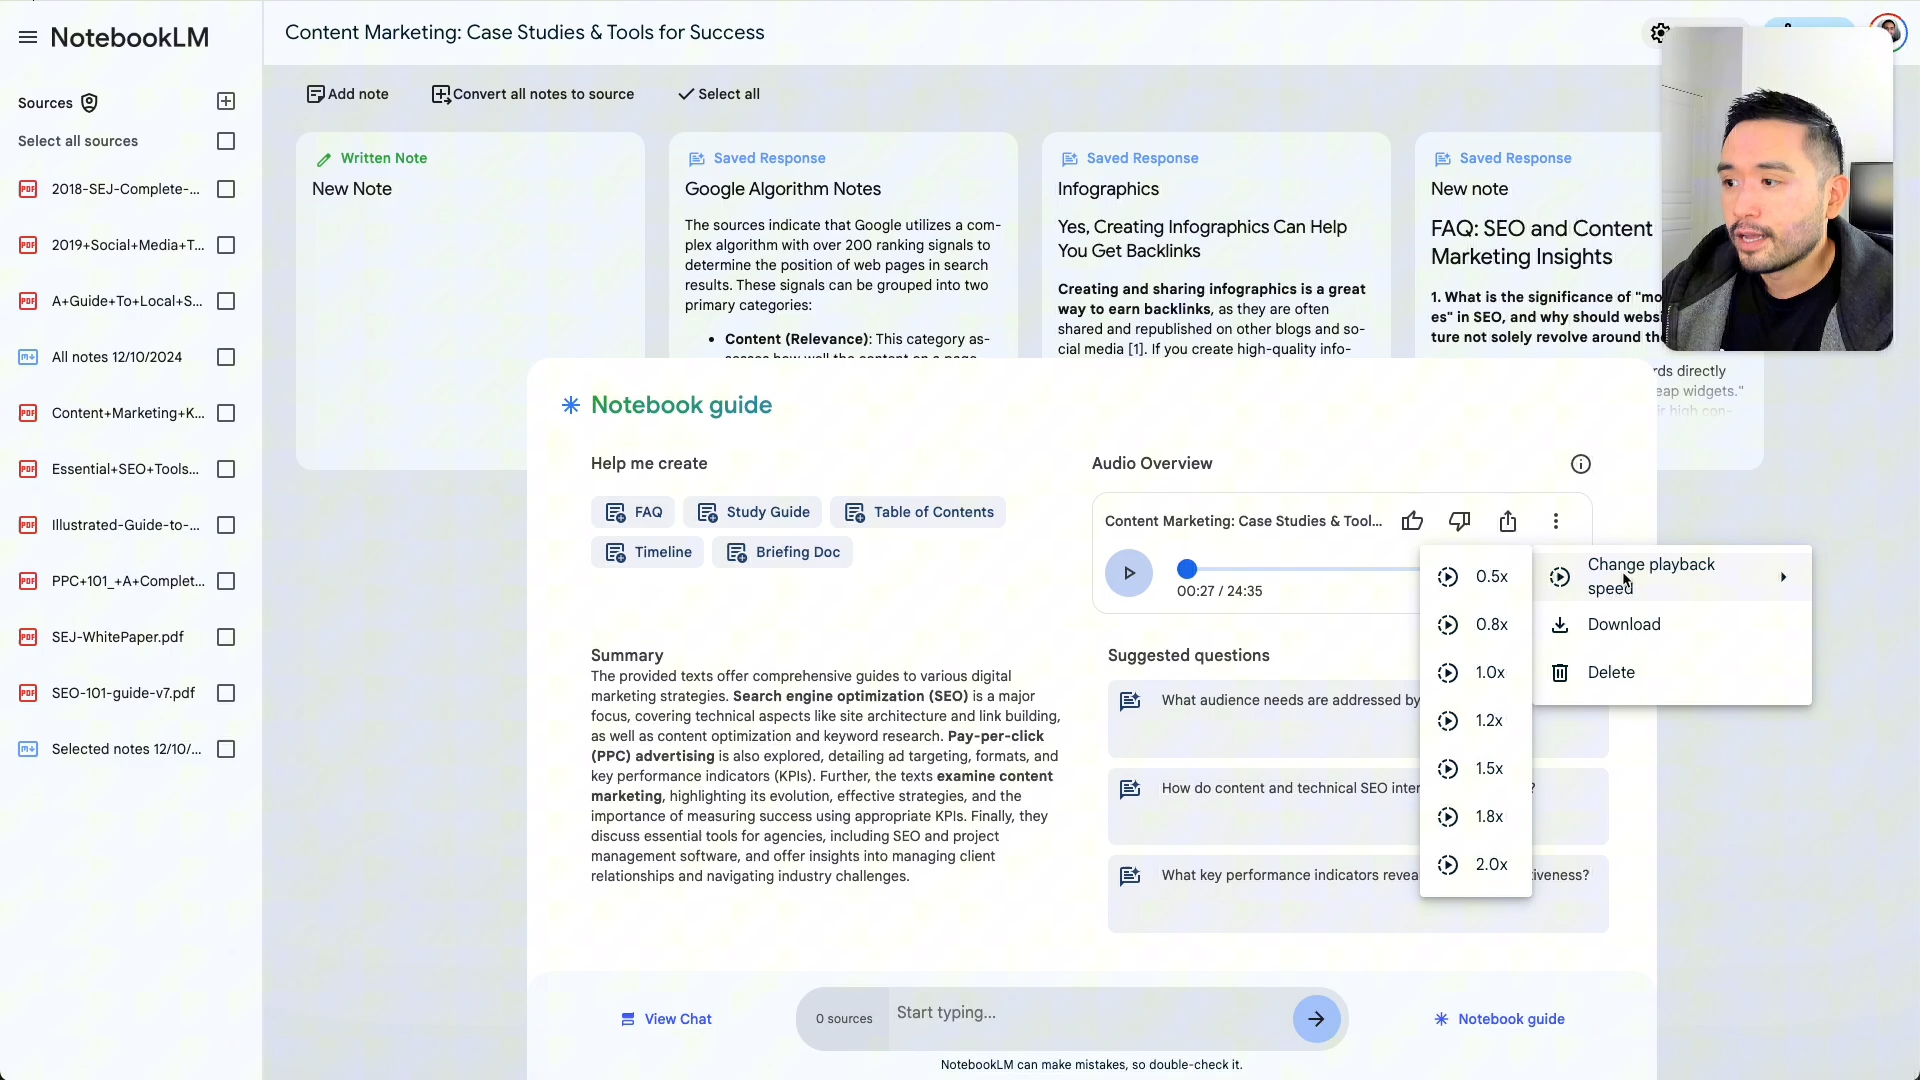 NotebookLM
Content Marketing: Case Studies & Tools for Success
Sources
Select all sources
2018-SEJ-Complete-...
2019+Social+Media+T...
A+Guide+To+Local+S...
All notes 12/10/2024
Content+Marketing+K...
Essential+SEO+Tools...
Illustrated-Guide-to-...
PPC+101_+A+Complet...
SEJ-WhitePaper.pdf
SEO-101-guide-v7.pdf
Selected notes 12/10/...
Add note
Convert all notes to source
Select all
Written Note
New Note
Saved Response
Google Algorithm Notes
The sources indicate that Google utilizes a com-
plex algorithm with over 200 ranking signals to
determine the position of web pages in search
results. These signals can be grouped into two
primary categories:
• Content (Relevance): This category as-
Saved Response
Infographics
Yes, Creating Infographics Can Help
You Get Backlinks
Creating and sharing infographics is a great
way to earn backlinks, as they are often
shared and republished on other blogs and so-
cial media [1]. If you create high-quality info-
Saved Response
New note
FAQ: SEO and Content
Marketing Insights
1. What is the significance of "mo
es" in SEO, and why should websi
ture not solely revolve around the
rds directly
eap widgets."
ir high con-
Notebook guide
Help me create
FAQ
Study Guide
Table of Contents
Timeline
Briefing Doc
Summary
The provided texts offer comprehensive guides to various digital
marketing strategies. Search engine optimization (SEO) is a major
focus, covering technical aspects like site architecture and link building,
as well as content optimization and keyword research. Pay-per-click
(PPC) advertising is also explored, detailing ad targeting, formats, and
key performance indicators (KPIs). Further, the texts examine content
marketing, highlighting its evolution, effective strategies, and the
importance of measuring success using appropriate KPIs. Finally, they
discuss essential tools for agencies, including SEO and project
management software, and offer insights into managing client
relationships and navigating industry challenges.
Audio Overview
Content Marketing: Case Studies & Tool...
00:27 / 24:35
Change playback
speed
Download
Delete
0.5x
0.8x
1.0x
1.2x
1.5x
1.8x
2.0x
Suggested questions
What audience needs are addressed by
How do content and technical SEO inter ?
What key performance indicators revea tiveness?
View Chat
0 sources
Start typing...
Notebook guide
NotebookLM can make mistakes, so double-check it.